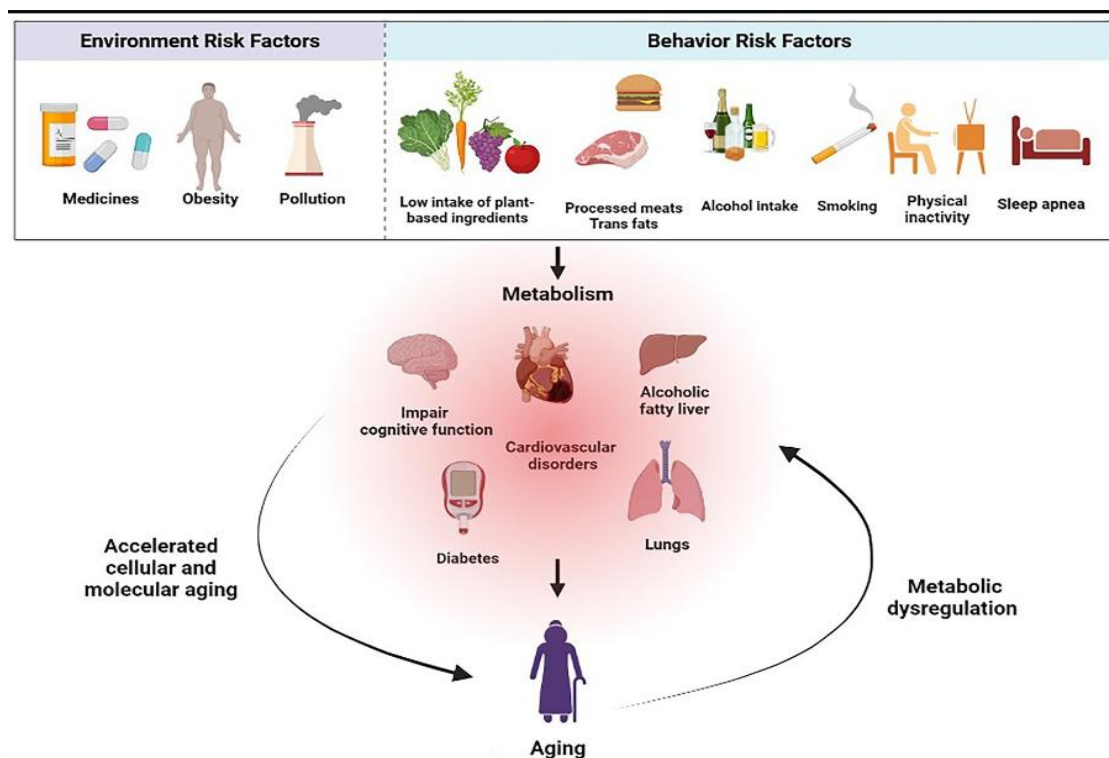 Environment Risk Factors
Behavior Risk Factors
Medicines
Obesity
Pollution
Low intake of plant-
based ingredients
Processed meats
Trans fats
Alcohol intake
Smoking
Physical
inactivity
Sleep apnea
Metabolism
Impair
cognitive function
Cardiovascular
disorders
Alcoholic
fatty liver
Diabetes
Lungs
Accelerated
cellular and
molecular aging
Metabolic
dysregulation
Aging